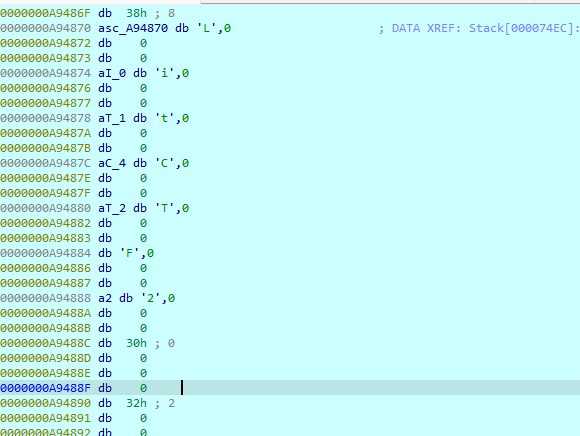 0000000A9486F db 38h ; 8
0000000A94870 asc_A94870 db 'L',0 ; DATA XREF: Stack[000074EC]:
0000000A94872 db 0
0000000A94873 db 0
0000000A94874 aI_0 db 'i',0
0000000A94876 db 0
0000000A94877 db 0
0000000A94878 aT_1 db 't',0
0000000A9487A db 0
0000000A9487B db 0
0000000A9487C aC_4 db 'C',0
0000000A9487E db 0
0000000A9487F db 0
0000000A94880 aT_2 db 'T',0
0000000A94882 db 0
0000000A94883 db 0
0000000A94884 db 'F',0
0000000A94886 db 0
0000000A94887 db 0
0000000A94888 a2 db '2',0
0000000A9488A db 0
0000000A9488B db 0
0000000A9488C db 30h ; 0
0000000A9488D db 0
0000000A9488E db 0
0000000A9488F db 0
0000000A94890 db 32h ; 2
0000000A94891 db 0
0000000A94892 db 0